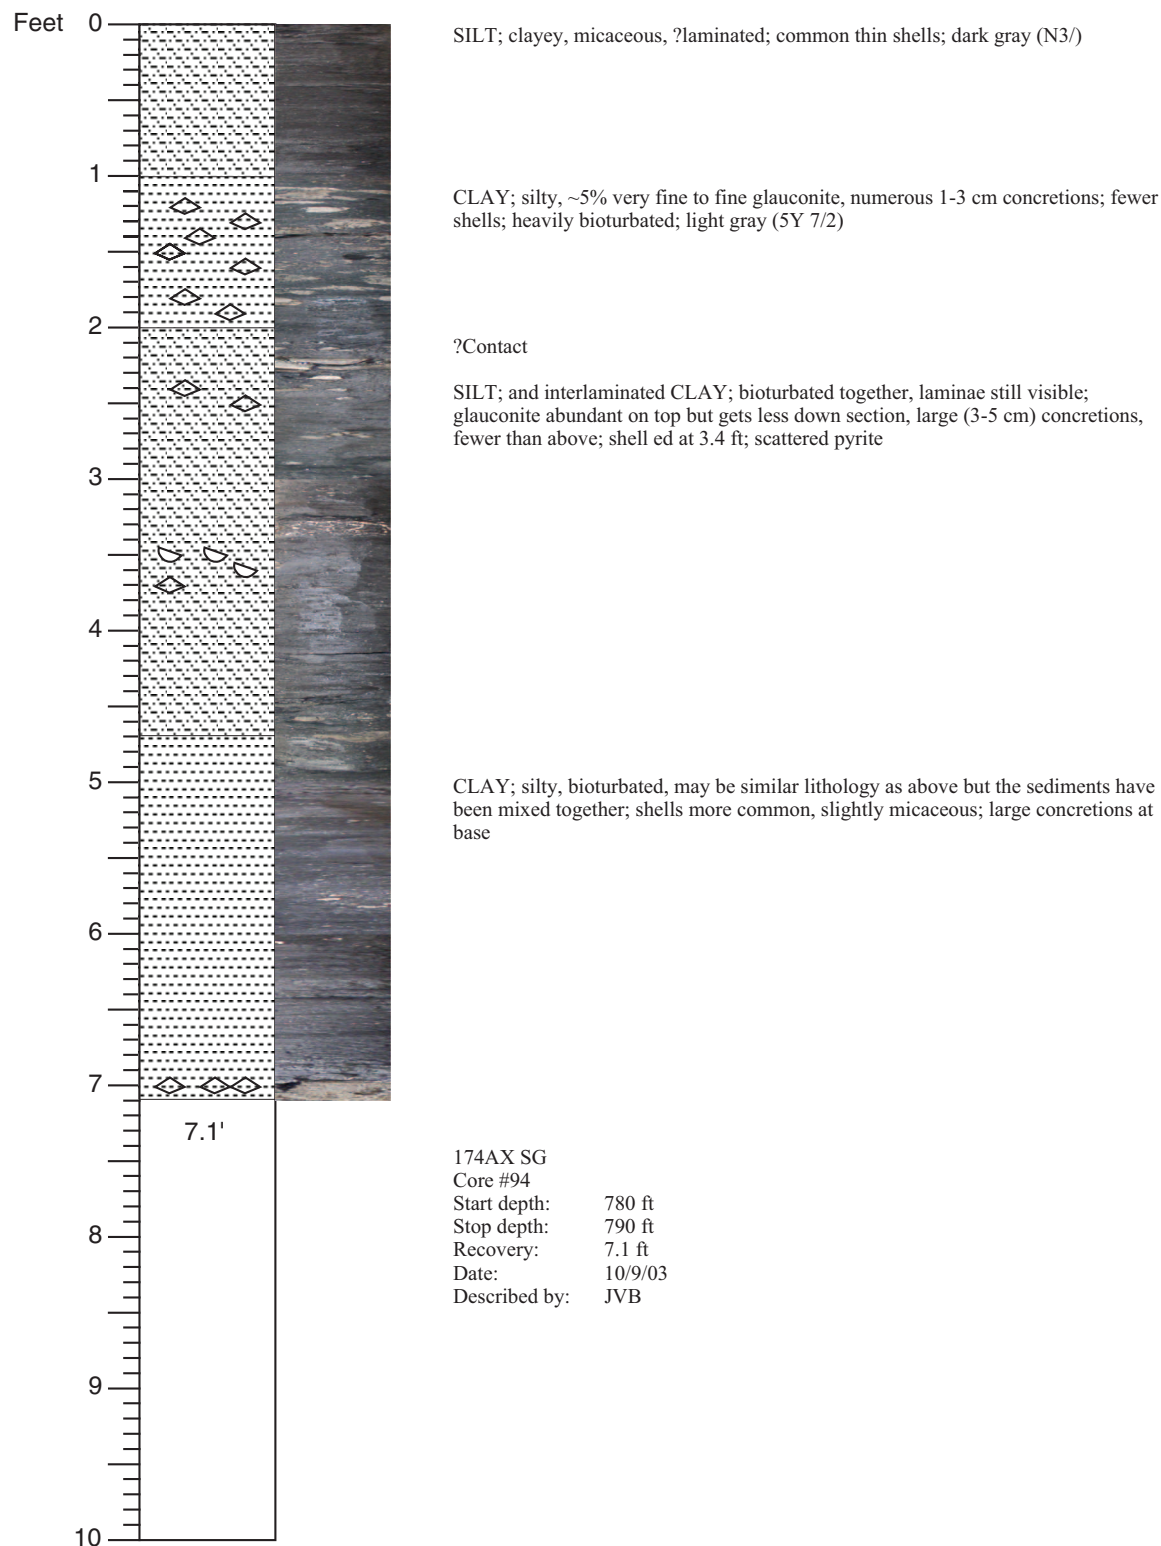 Feet 0
SILT; clayey, micaceous, ?laminated; common thin shells; dark gray (N3/)
1
CLAY; silty, ~5% very fine to fine glauconite, numerous 1-3 cm concretions; fewer
shells; heavily bioturbated; light gray (5Y 7/2)
2
?Contact
SILT; and interlaminated CLAY; bioturbated together, laminae still visible;
glauconite abundant on top but gets less down section, large (3-5 cm) concretions,
fewer than above; shell ed at 3.4 ft; scattered pyrite
3
4
5
CLAY; silty, bioturbated, may be similar lithology as above but the sediments have
been mixed together; shells more common, slightly micaceous; large concretions at
base
6
7
7.1'
174AX SG
Core #94
Start depth: 780 ft
Stop depth: 790 ft
Recovery: 7.1 ft
Date: 10/9/03
Described by: JVB
8
9
10